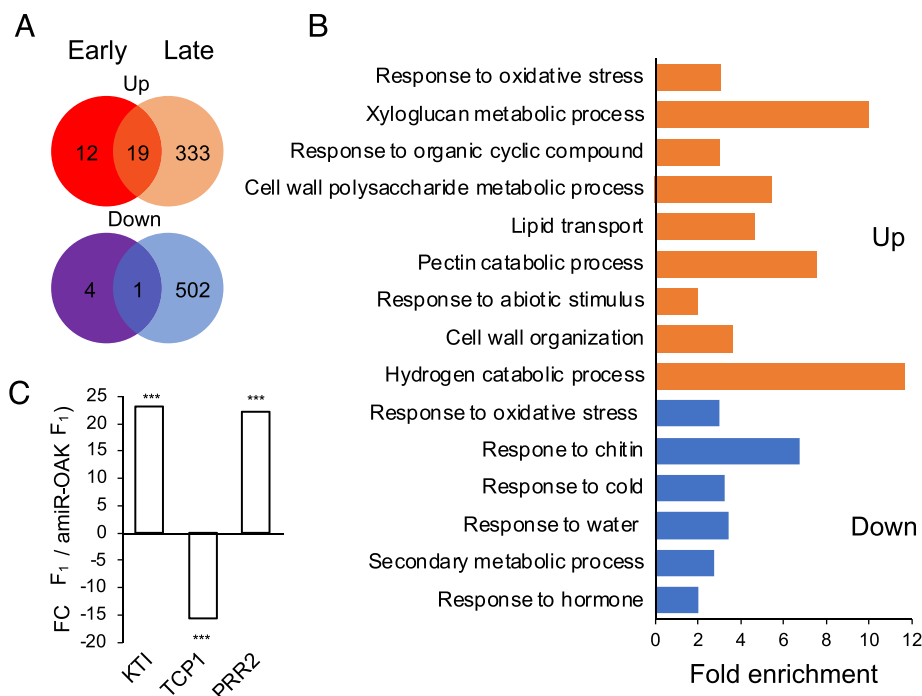 A
Early Late
Up
12 19 333
Down
4 1 502
B
Response to oxidative stress
Xyloglucan metabolic process
Response to organic cyclic compound
Cell wall polysaccharide metabolic process
Lipid transport
Pectin catabolic process
Response to abiotic stimulus
Cell wall organization
Hydrogen catabolic process
Response to oxidative stress
Respone to chitin
Response to cold
Response to water
Secondary metabolic process
Response to hormone
Up
Down
0 2 4 6 8 10 12
Fold enrichment
C
FC F1 / amiR-OAK F1)
25
20
15
10
5
0
-5
-10
-15
-20
*** *** ***
KTI TCP1 PRR2